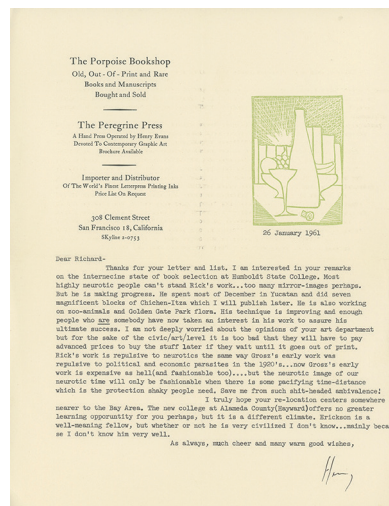 The Porpoise Bookshop
Old, Out - Of - Print and Rare
Books and Manuscripts
Bought and Sold
The Peregrine Press
A Hand Press Operated by Henry Evans
Devoted To Contemporary Graphic Art
Brochure Available
Importer and Distributor
Of The World's Finest Letterpress Printing Inks
Price List On Request
308 Clement Street
San Francisco 18, California
SKyline 2-0753
26 January 1961
Dear Richard-
Thanks for your letter and list. I am interested in your remarks
on the internecine state of book selection at Humboldt State College. Most
highly neurotic people can't stand Rick's work...too many mirror-images perhaps.
But he is making progress. He spent most of December in Yucatan and did seven
magnificent blocks of Chichen-Itza which I will publish later. He is also working
on zoo-animals and Golden Gate Park flora. His technique is improving and enough
people who are somebody have now taken an interest in his work to assure his
ultimate success. I am not deeply worried about the opinions of your art department
but for the sake of the civic/art/level it is too bad that they will have to pay
advanced prices to buy the stuff later if they wait until it goes out of print.
Rick's work is repulsive to neurotics the same way Grosz's early work was
repulsive to political and economic parasites in the 1920's...now Grosz's early
work is expensive as hell(and fashionable too)....but the neurotic image of our
neurotic time will only be fashionable when there is some pacifying time-distance
which is the protection shaky people need. Save me from such shit-headed ambivalence!
I truly hope your re-location centers somewhere
nearer to the Bay Area. The new college at Alameda County(Hayward)offers no greater
learning opportunity for you perhaps, but it is a different climate. Erickson is a
well-meaning fellow, but whether or not he is very civilized I don't know...mainly beca
se I don't know him very well.
As always, much cheer and many warm good wishes,
Henry